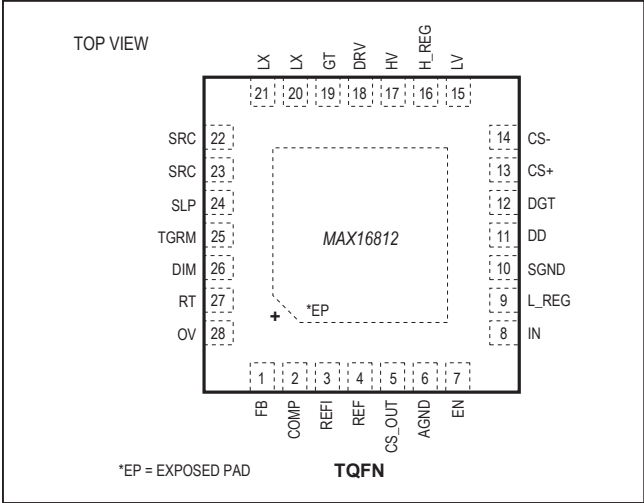 TOP VIEW
LX
LX
GT
DRV
HV
H_REG
LV
21
20
19
18
17
16
15
SRC 22
SRC 23
SLP 24
TGRM 25
DIM 26
RT 27
OV 28
14 CS-
13 CS+
12 DGT
11 DD
10 SGND
9 L_REG
8 IN
MAX16812
*EP
+
1
2
3
4
5
6
7
FB
COMP
REFI
REF
CS_OUT
AGND
EN
*EP = EXPOSED PAD
TQFN